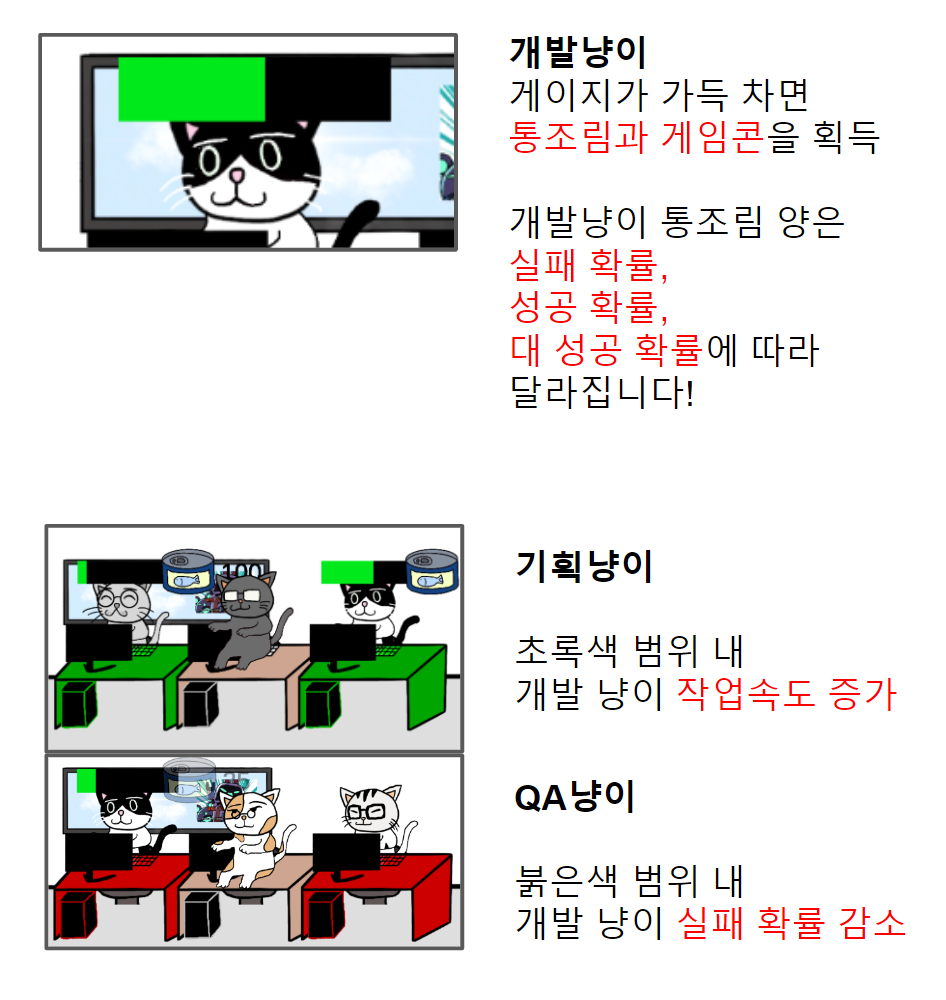 개발냥이
게이지가 가득 차면
통조림과 게임콘을 획득
개발냥이 통조림 양은
실패 확률,
성공 확률,
대 성공 확률에 따라
달라집니다!
100
기획냥이
초록색 범위 내
개발 냥이 작업속도 증가
QA냥이
붉은색 범위 내
개발 냥이 실패 확률 감소